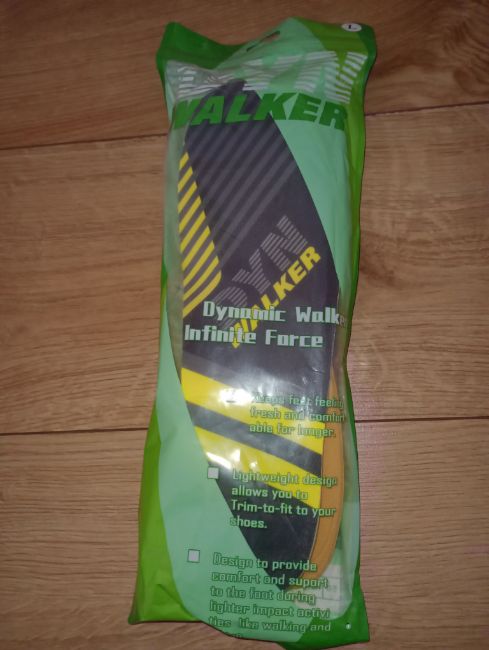 L
WALKER
DYN
WALKER
Dynamic Walk
Infinite Force
keeps feet feeling
fresh and comfort
able for longer.
Lightweight design
allows you to
Trim-to-fit to your
shoes.
Design to provide
comfort and suport
to the foot during
lighter impact activi
ties like walking and